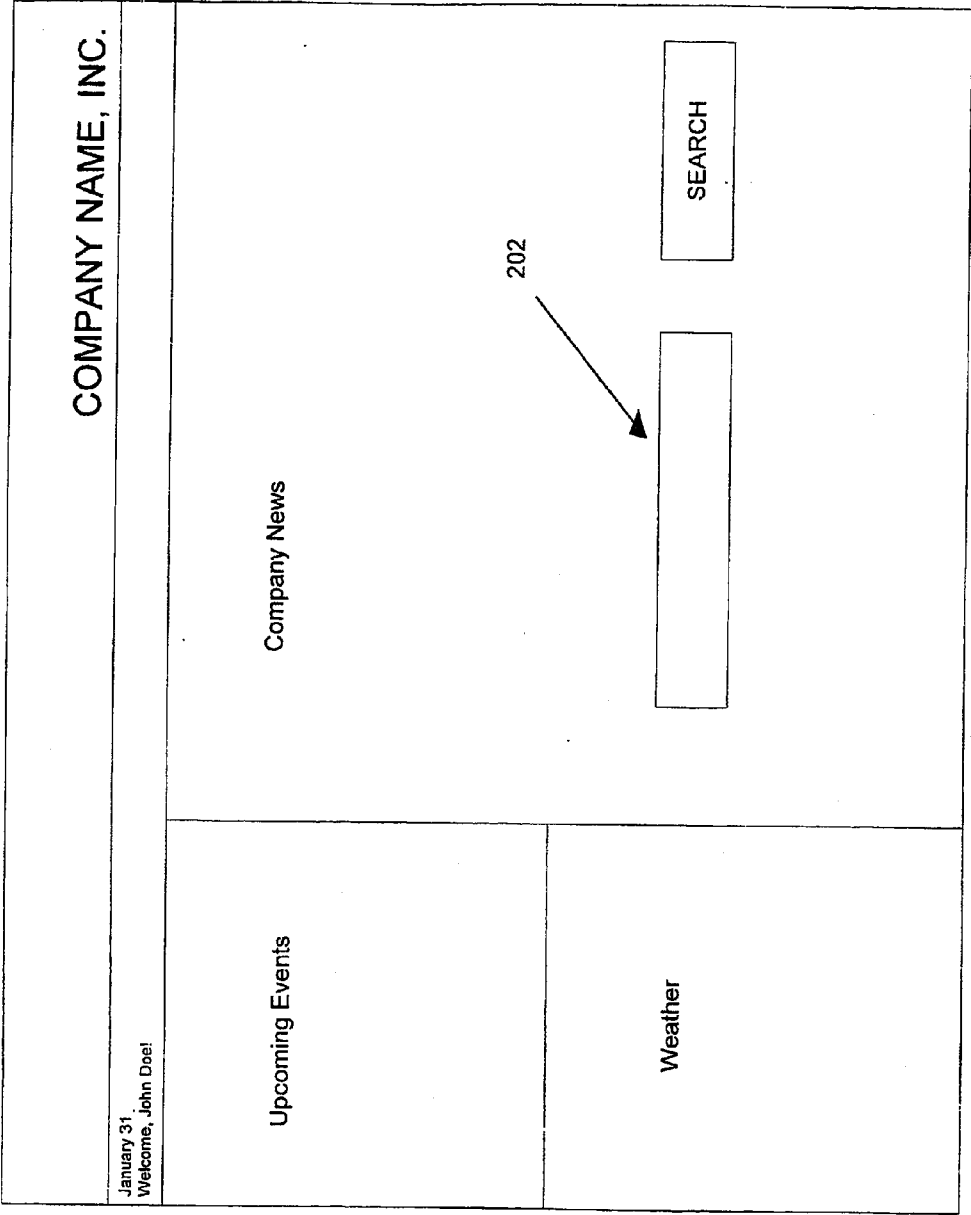 COMPANY NAME, INC.
January 31
Welcome, John Doe!
Upcoming Events
Company News
202
SEARCH
Weather